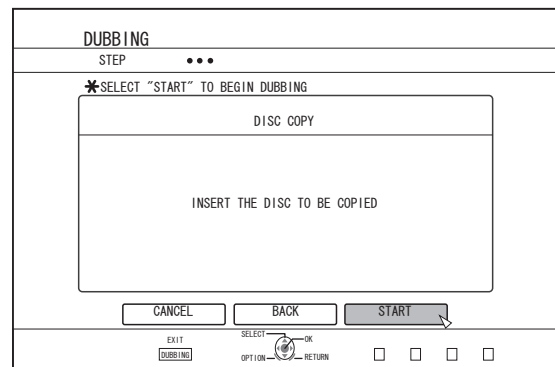 DUBBING
STEP
✱SELECT "START" TO BEGIN DUBBING
DISC COPY
INSERT THE DISC TO BE COPIED
CANCEL BACK START
EXIT
DUBBING
SELECT OK
OPTION RETURN